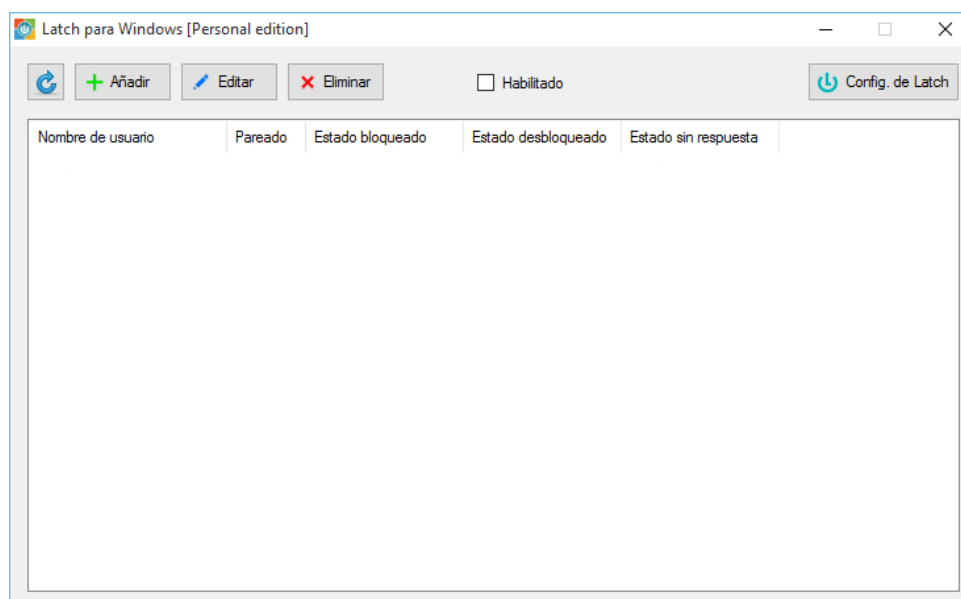 Latch para Windows [Personal edition]
Añadir Editar Eliminar Habilitado Config. de Latch
Nombre de usuario Pareado Estado bloqueado Estado desbloqueado Estado sin respuesta